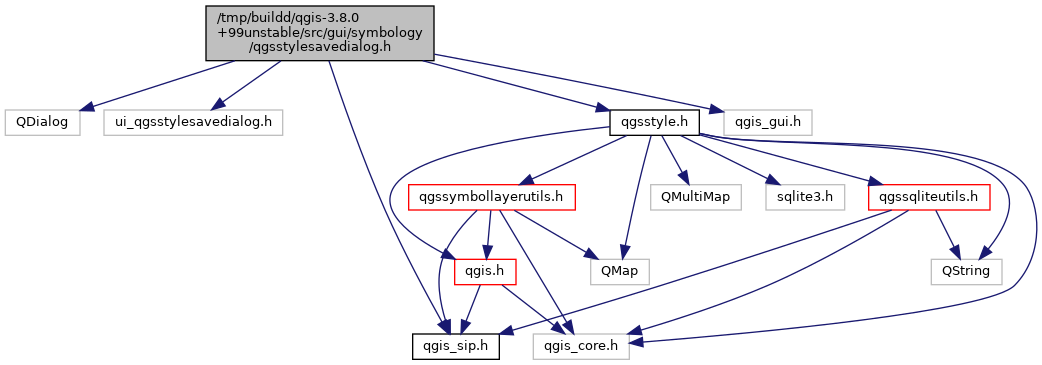 /tmp/buildd/qgis-3.8.0
+99unstable/src/gui/symbology
/qgsstylesavedialog.h
QDialog
ui_qgsstylesavedialog.h
qgsstyle.h
qgis_gui.h
qgssymbollayerutils.h
QMultiMap
sqlite3.h
qgssqliteutils.h
qgis.h
QMap
QString
qgis_sip.h
qgis_core.h